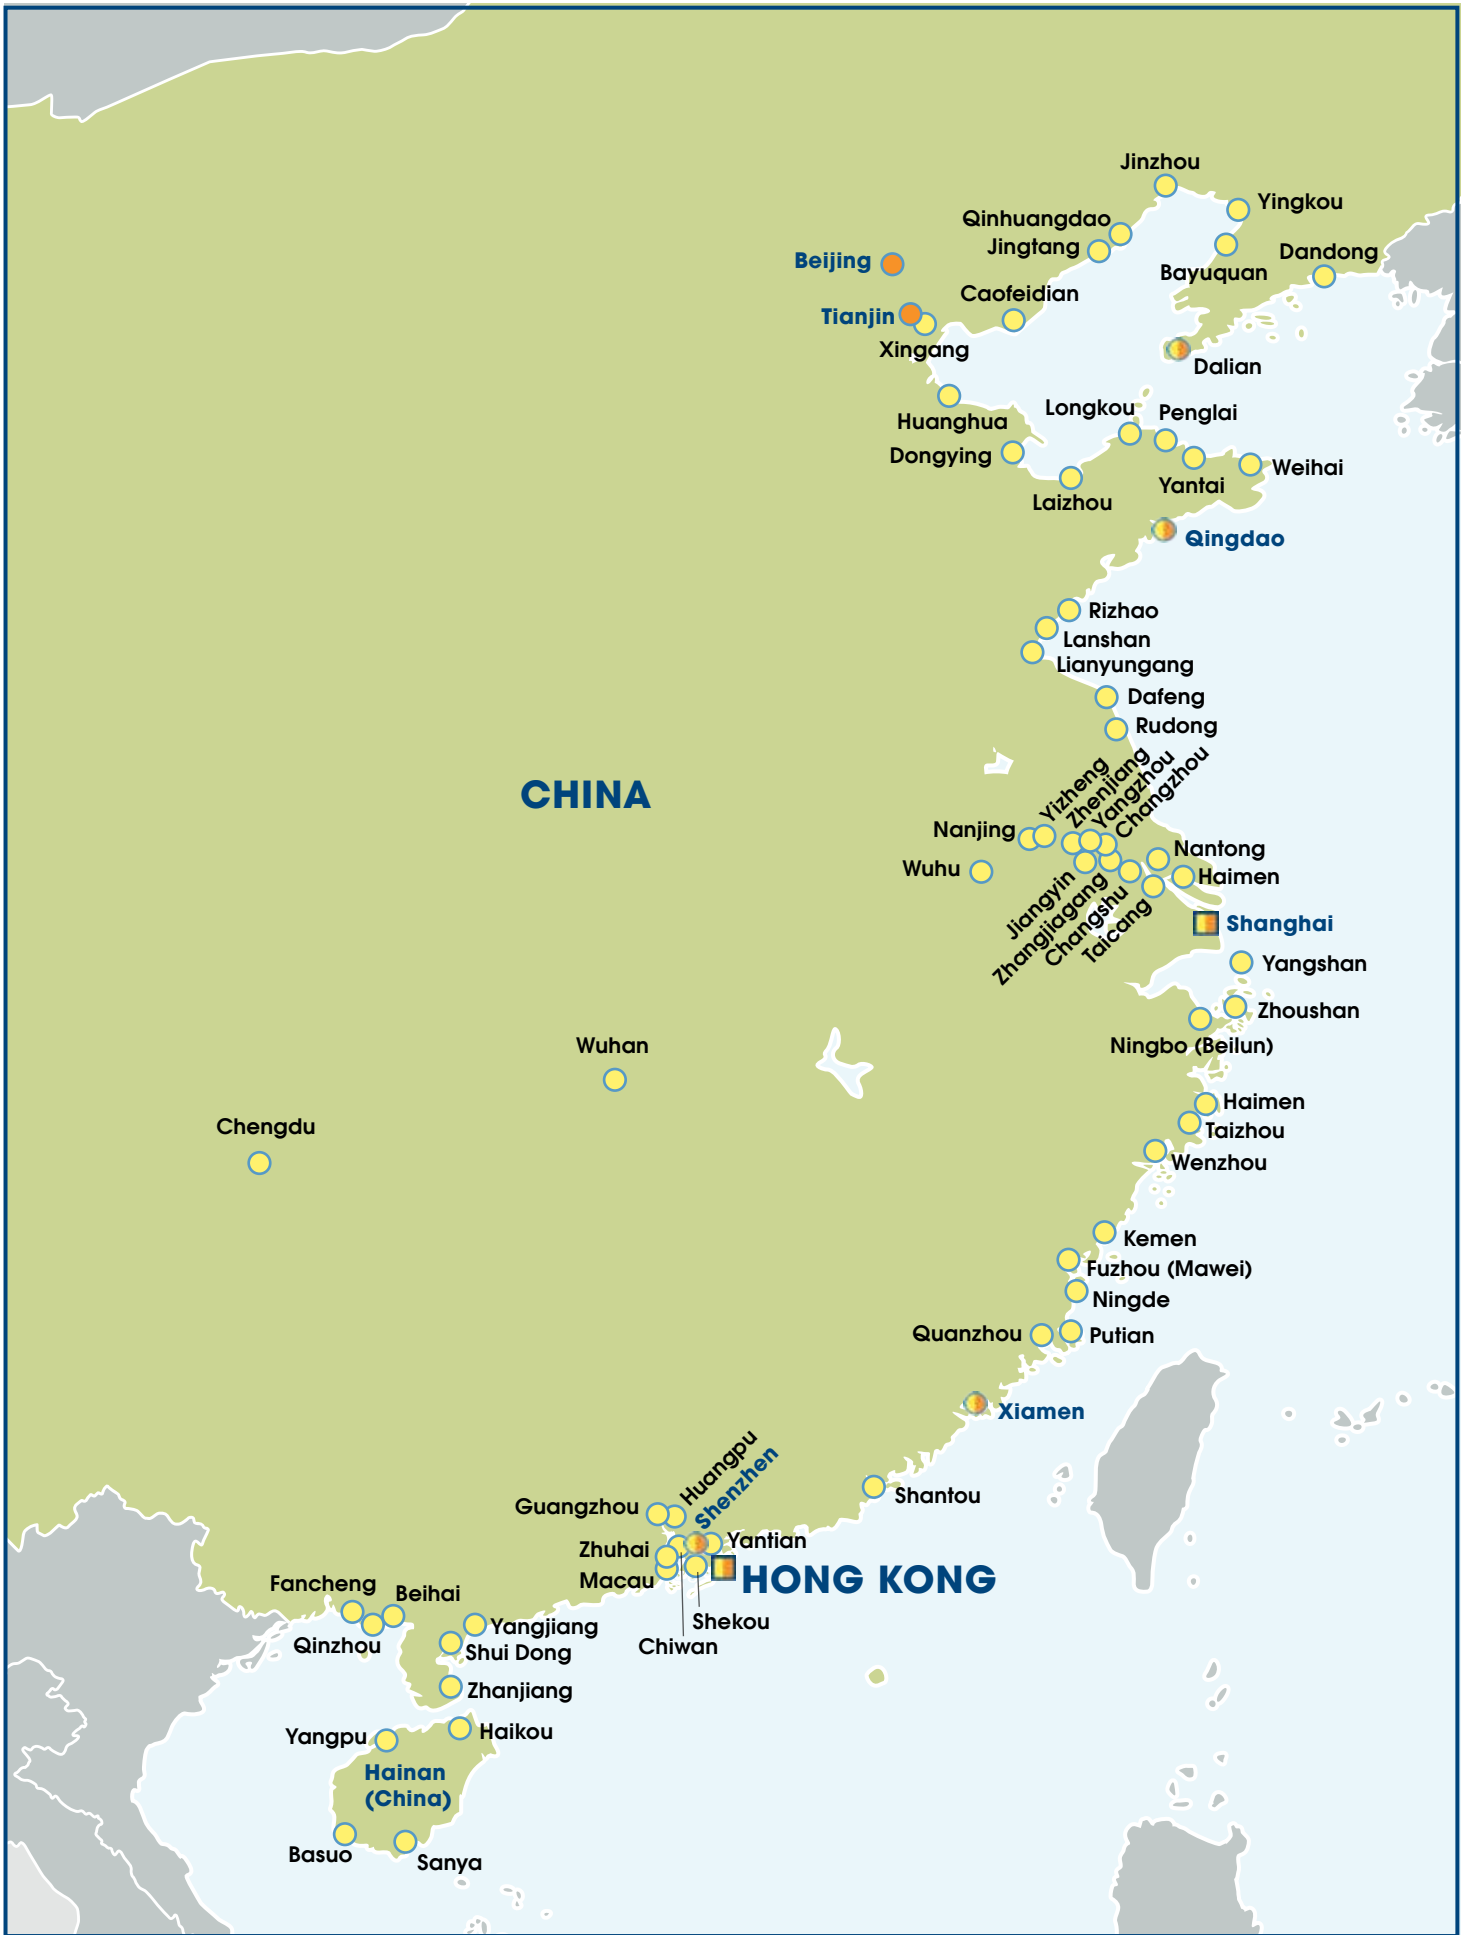 Jinzhou
Yingkou
Qinhuangdao
Jingtang
Dandong
Beijing
Bayuquan
Caofeidian
Tianjin
Xingang
Dalian
Longkou
Penglai
Huanghua
Dongying
Weihai
Yantai
Laizhou
Qingdao
Rizhao
Lanshan
Lianyungang
Dafeng
Rudong
CHINA
Yizheng
Zhenjiang
Yangzhou
Changzhou
Nanjing
Nantong
Wuhu
Haimen
Jiangyin
Zhangjiagang
Changshu
Taicang
Shanghai
Yangshan
Zhoushan
Ningbo (Beilun)
Wuhan
Haimen
Chengdu
Taizhou
Wenzhou
Kemen
Fuzhou (Mawei)
Ningde
Quanzhou
Putian
Xiamen
Huangpu
Shenzhen
Shantou
Guangzhou
Yantian
Zhuhai
Macau
HONG KONG
Fancheng
Beihai
Shekou
Yangjiang
Qinzhou
Chiwan
Shui Dong
Zhanjiang
Haikou
Yangpu
Hainan
(China)
Basuo
Sanya